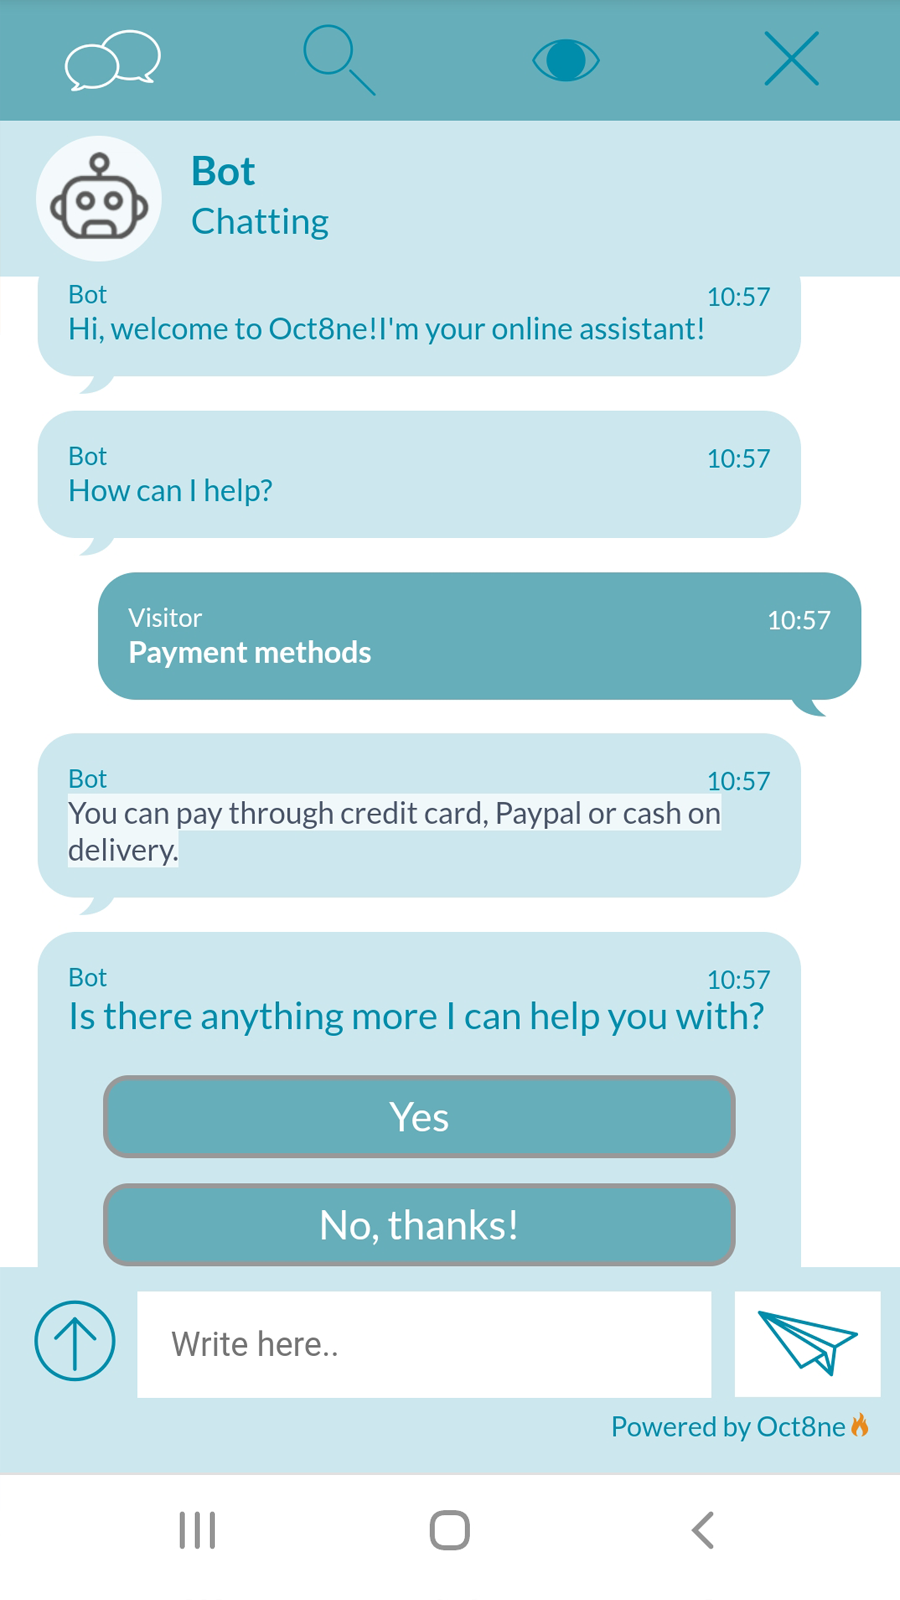 Bot
Chatting
Bot 10:57
Hi, welcome to Oct8ne!I'm your online assistant!
Bot 10:57
How can I help?
Visitor 10:57
Payment methods
Bot 10:57
You can pay through credit card, Paypal or cash on
delivery.
Bot 10:57
Is there anything more I can help you with?
Yes
No, thanks!
Write here..
Powered by Oct8ne